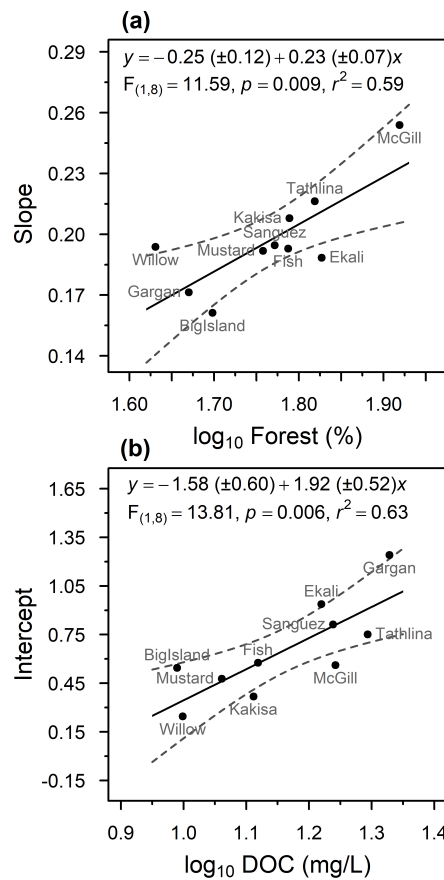 (a)
y = −0.25 (±0.12) + 0.23 (±0.07)x
F(1,8) = 11.59, p = 0.009, r² = 0.59
0.29
0.26
0.23
0.20
0.17
0.14
Slope
McGill
Tathlina
Kakisa
Sanguez
Willow
Mustard
Fish
Ekali
Gargan
BigIsland
1.60 1.70 1.80 1.90
log₁₀ Forest (%)
(b)
y = −1.58 (±0.60) + 1.92 (±0.52)x
F(1,8) = 13.81, p = 0.006, r² = 0.63
1.65
1.35
1.05
0.75
0.45
0.15
-0.15
Intercept
Gargan
Ekali
Sanguez
Tathlina
Fish
BigIsland
McGill
Mustard
Kakisa
Willow
0.9 1.0 1.1 1.2 1.3 1.4
log₁₀ DOC (mg/L)